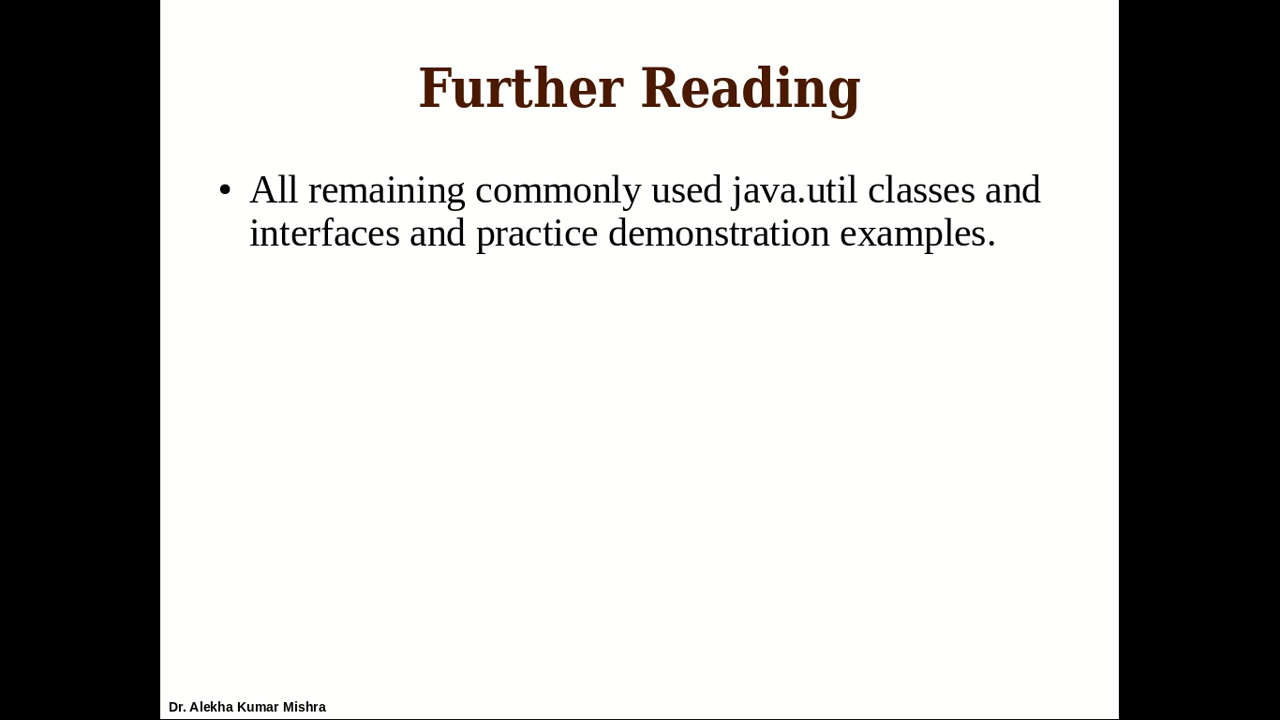 Further Reading
• All remaining commonly used java.util classes and
interfaces and practice demonstration examples.
Dr. Alekha Kumar Mishra